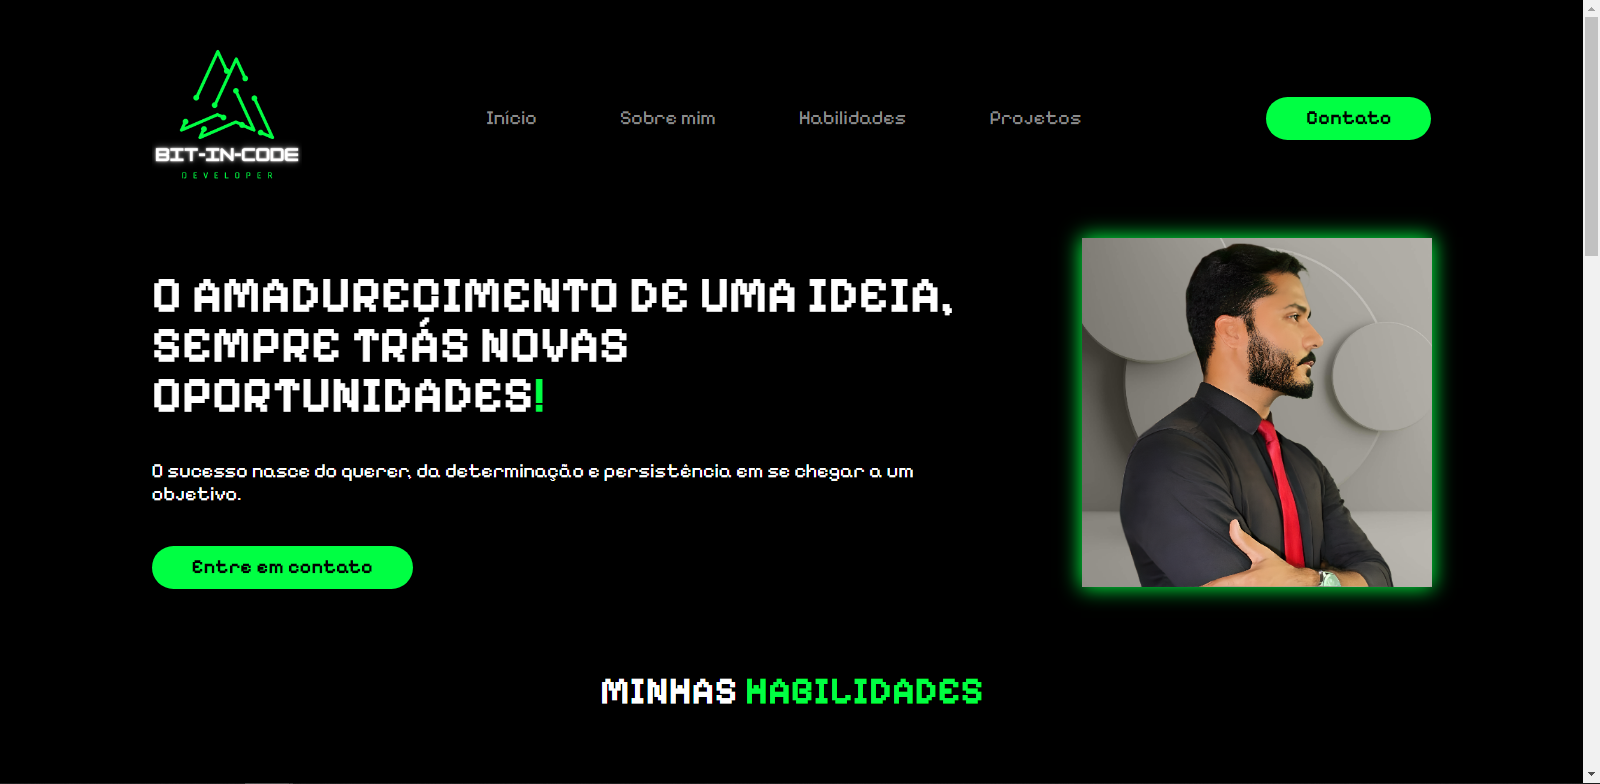 BIT-IN-CODE
DEVELOPER
Início
Sobre mim
Habilidades
Projetos
Contato
O AMADURECIMENTO DE UMA IDEIA,
SEMPRE TRÁS NOVAS
OPORTUNIDADES!
O sucesso nasce do querer, da determinação e persistência em se chegar a um
objetivo.
Entre em contato
MINHAS HABILIDADES